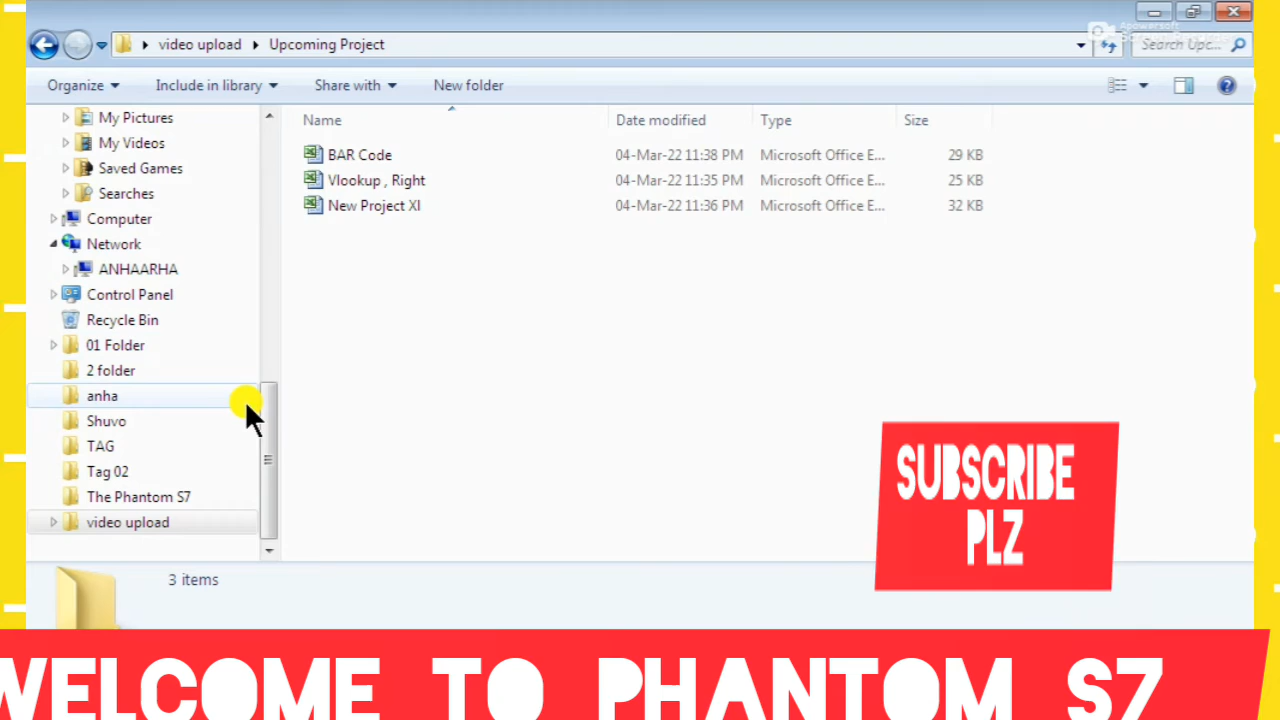 video upload Upcoming Project
Search Upc...
Organize Include in library Share with New folder
Name Date modified Type Size
My Pictures
My Videos
Saved Games
Searches
Computer
Network
ANHAARHA
Control Panel
Recycle Bin
01 Folder
2 folder
anha
Shuvo
TAG
Tag 02
The Phantom S7
video upload
BAR Code 04-Mar-22 11:38 PM Microsoft Office E... 29 KB
Vlookup , Right 04-Mar-22 11:35 PM Microsoft Office E... 25 KB
New Project XI 04-Mar-22 11:36 PM Microsoft Office E... 32 KB
SUBSCRIBE
PLZ
3 items
WELCOME TO PHANTOM S7